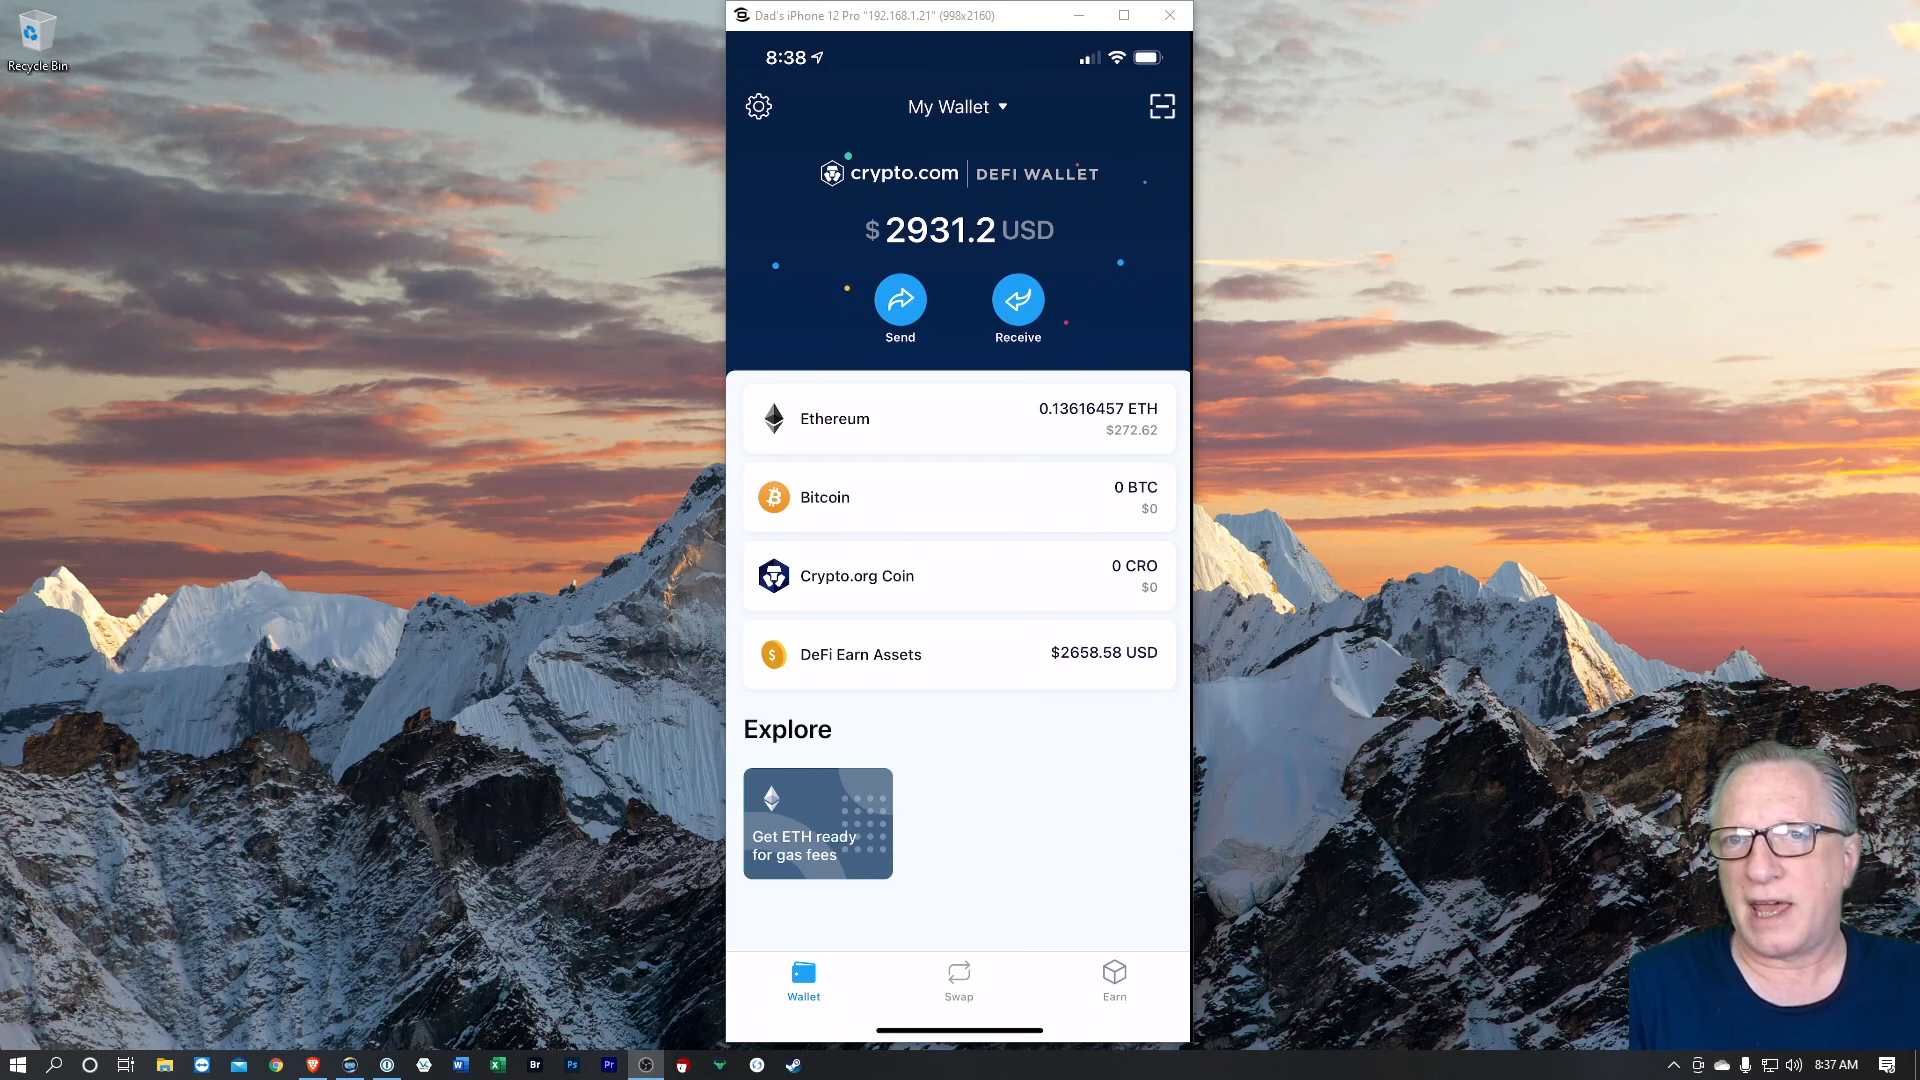 Recycle Bin
Dad's iPhone 12 Pro "192.168.1.21" (998x2160)
8:38
My Wallet
crypto.com | DEFI WALLET
$ 2931.2 USD
Send
Receive
Ethereum
0.13616457 ETH
$272.62
Bitcoin
0 BTC
$0
Crypto.org Coin
0 CRO
$0
DeFi Earn Assets
$2658.58 USD
Explore
Get ETH ready
for gas fees
Wallet
Swap
Earn
Br
Ps
Pr
8:37 AM